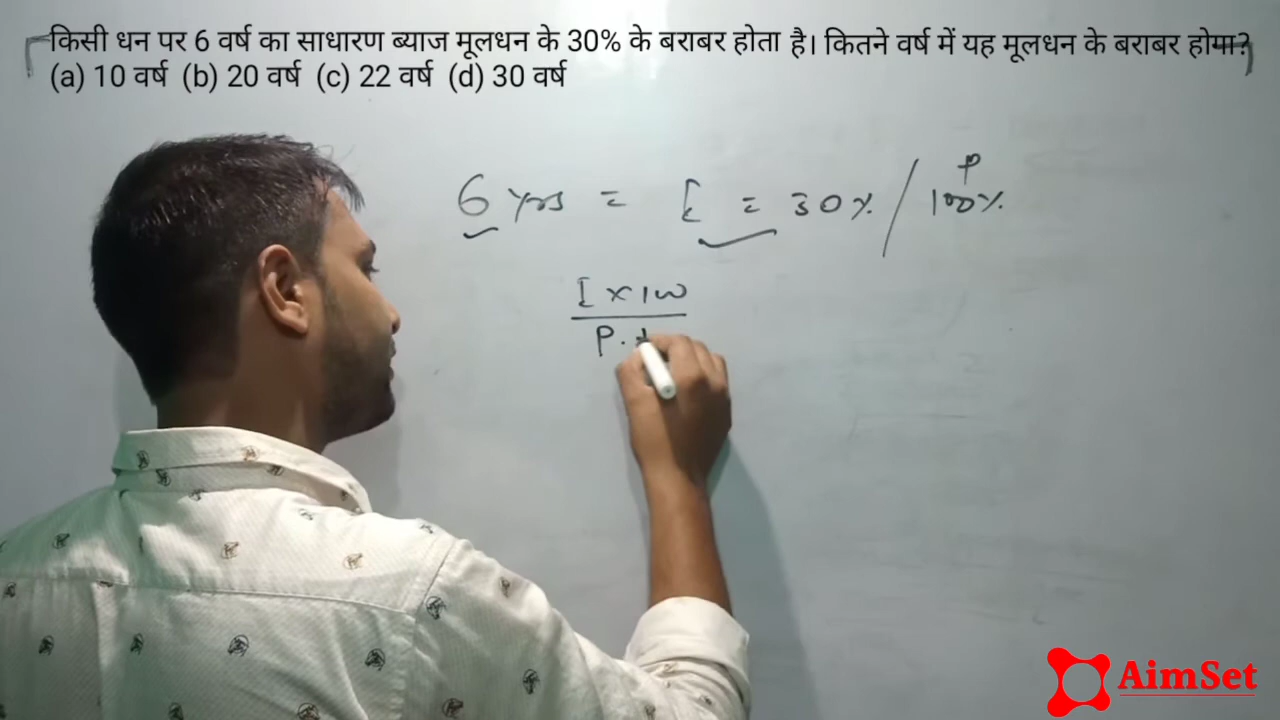 किसी धन पर 6 वर्ष का साधारण ब्याज मूलधन के 30% के बराबर होता है। कितने वर्ष में यह मूलधन के बराबर होगा?
(a) 10 वर्ष (b) 20 वर्ष (c) 22 वर्ष (d) 30 वर्ष
P
6 yrs = I = 30% / 100%
I × 100
P. t
AimSet